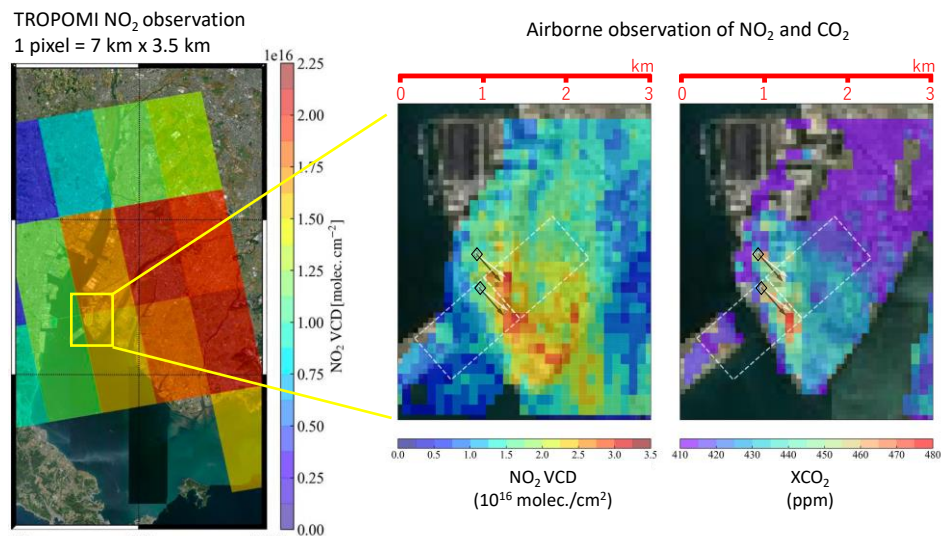 TROPOMI NO₂ observation
1 pixel = 7 km x 3.5 km
1e16
2.25
2.00
1.75
1.50
1.25
1.00
0.75
0.50
0.25
0.00
NO₂ VCD [molec. cm⁻²]
Airborne observation of NO₂ and CO₂
km
0 1 2 3
km
0 1 2 3
0.0 0.5 1.0 1.5 2.0 2.5 3.0 3.5
NO₂ VCD
(10¹⁶ molec./cm²)
410 420 430 440 450 460 470 480
XCO₂
(ppm)